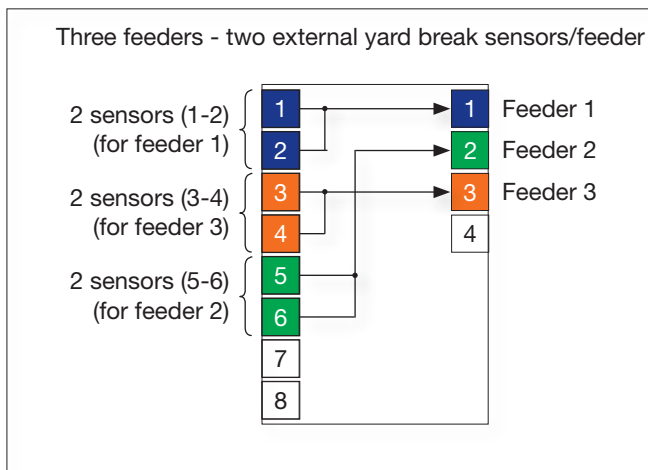 Three feeders - two external yard break sensors/feeder
2 sensors (1-2)
(for feeder 1)
2 sensors (3-4)
(for feeder 3)
2 sensors (5-6)
(for feeder 2)
1
2
3
4
5
6
7
8
1 Feeder 1
2 Feeder 2
3 Feeder 3
4